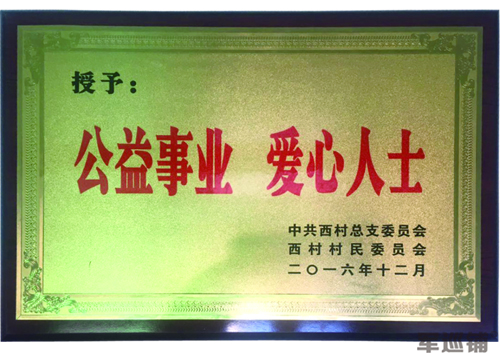 授予：
公益事业 爱心人士
中共西村总支委员会
西村村民委员会
二〇一六年十二月